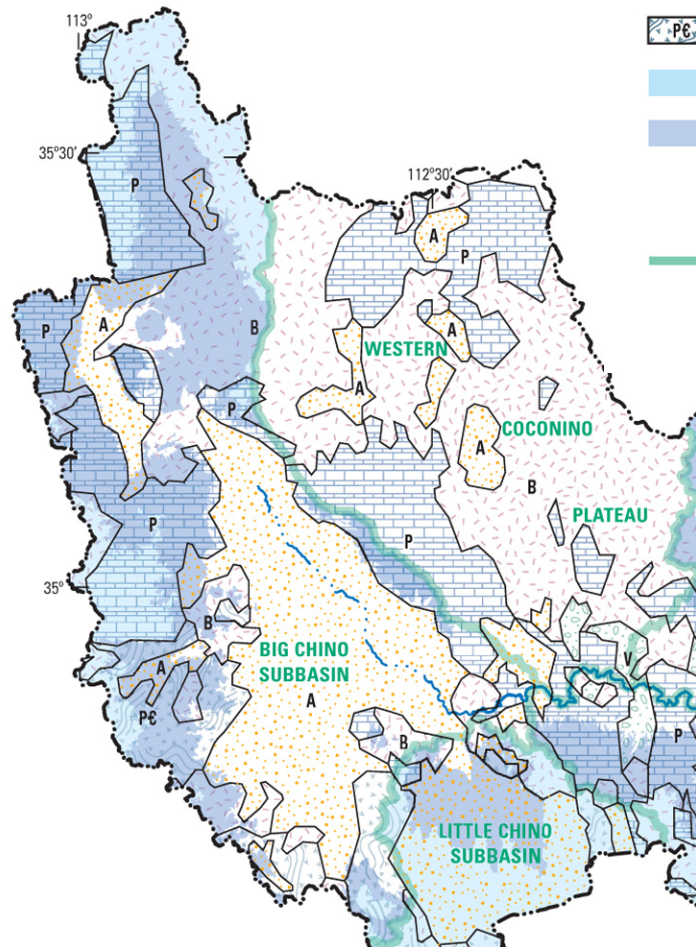 113°
P€
35°30′
112°30′
P
A
P
B
P
A
WESTERN
A
A
P
COCONINO
A
B
P
PLATEAU
P
35°
B
BIG CHINO
SUBBASIN
V
A
A
P€
B
P
LITTLE CHINO
SUBBASIN